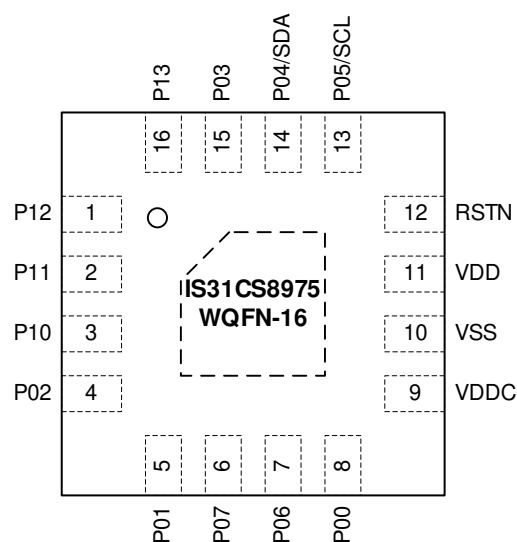 P13 P03 P04/SDA P05/SCL
16 15 14 13
P12 1 12 RSTN
P11 2 11 VDD
P10 3 10 VSS
P02 4 9 VDDC
IS31CS8975
WQFN-16
5 6 7 8
P01 P07 P06 P00